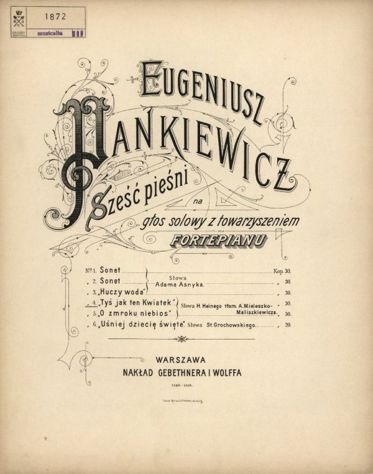 1872
EUGENIUSZ
PANKIEWICZ
Sześć pieśni
na
głos solowy z towarzyszeniem
FORTEPIANU
Nº 1. Sonet Kop. 30.
„ 2. Sonet Słowa „ 30.
Adama Asnyka.
„ 3. „Huczy woda” „ 30.
„ 4. „Tyś jak ten Kwiatek” Słowa H. Heinego tłom. A. Mieleszko-
Maliszkiewicza. „ 30.
„ 5. „O zmroku niebios” „ 30.
„ 6. „Uśnij dziecię święte” Słowa St. Grochowskiego. „ 20.
WARSZAWA
NAKŁAD GEBETHNERA I WOLFFA